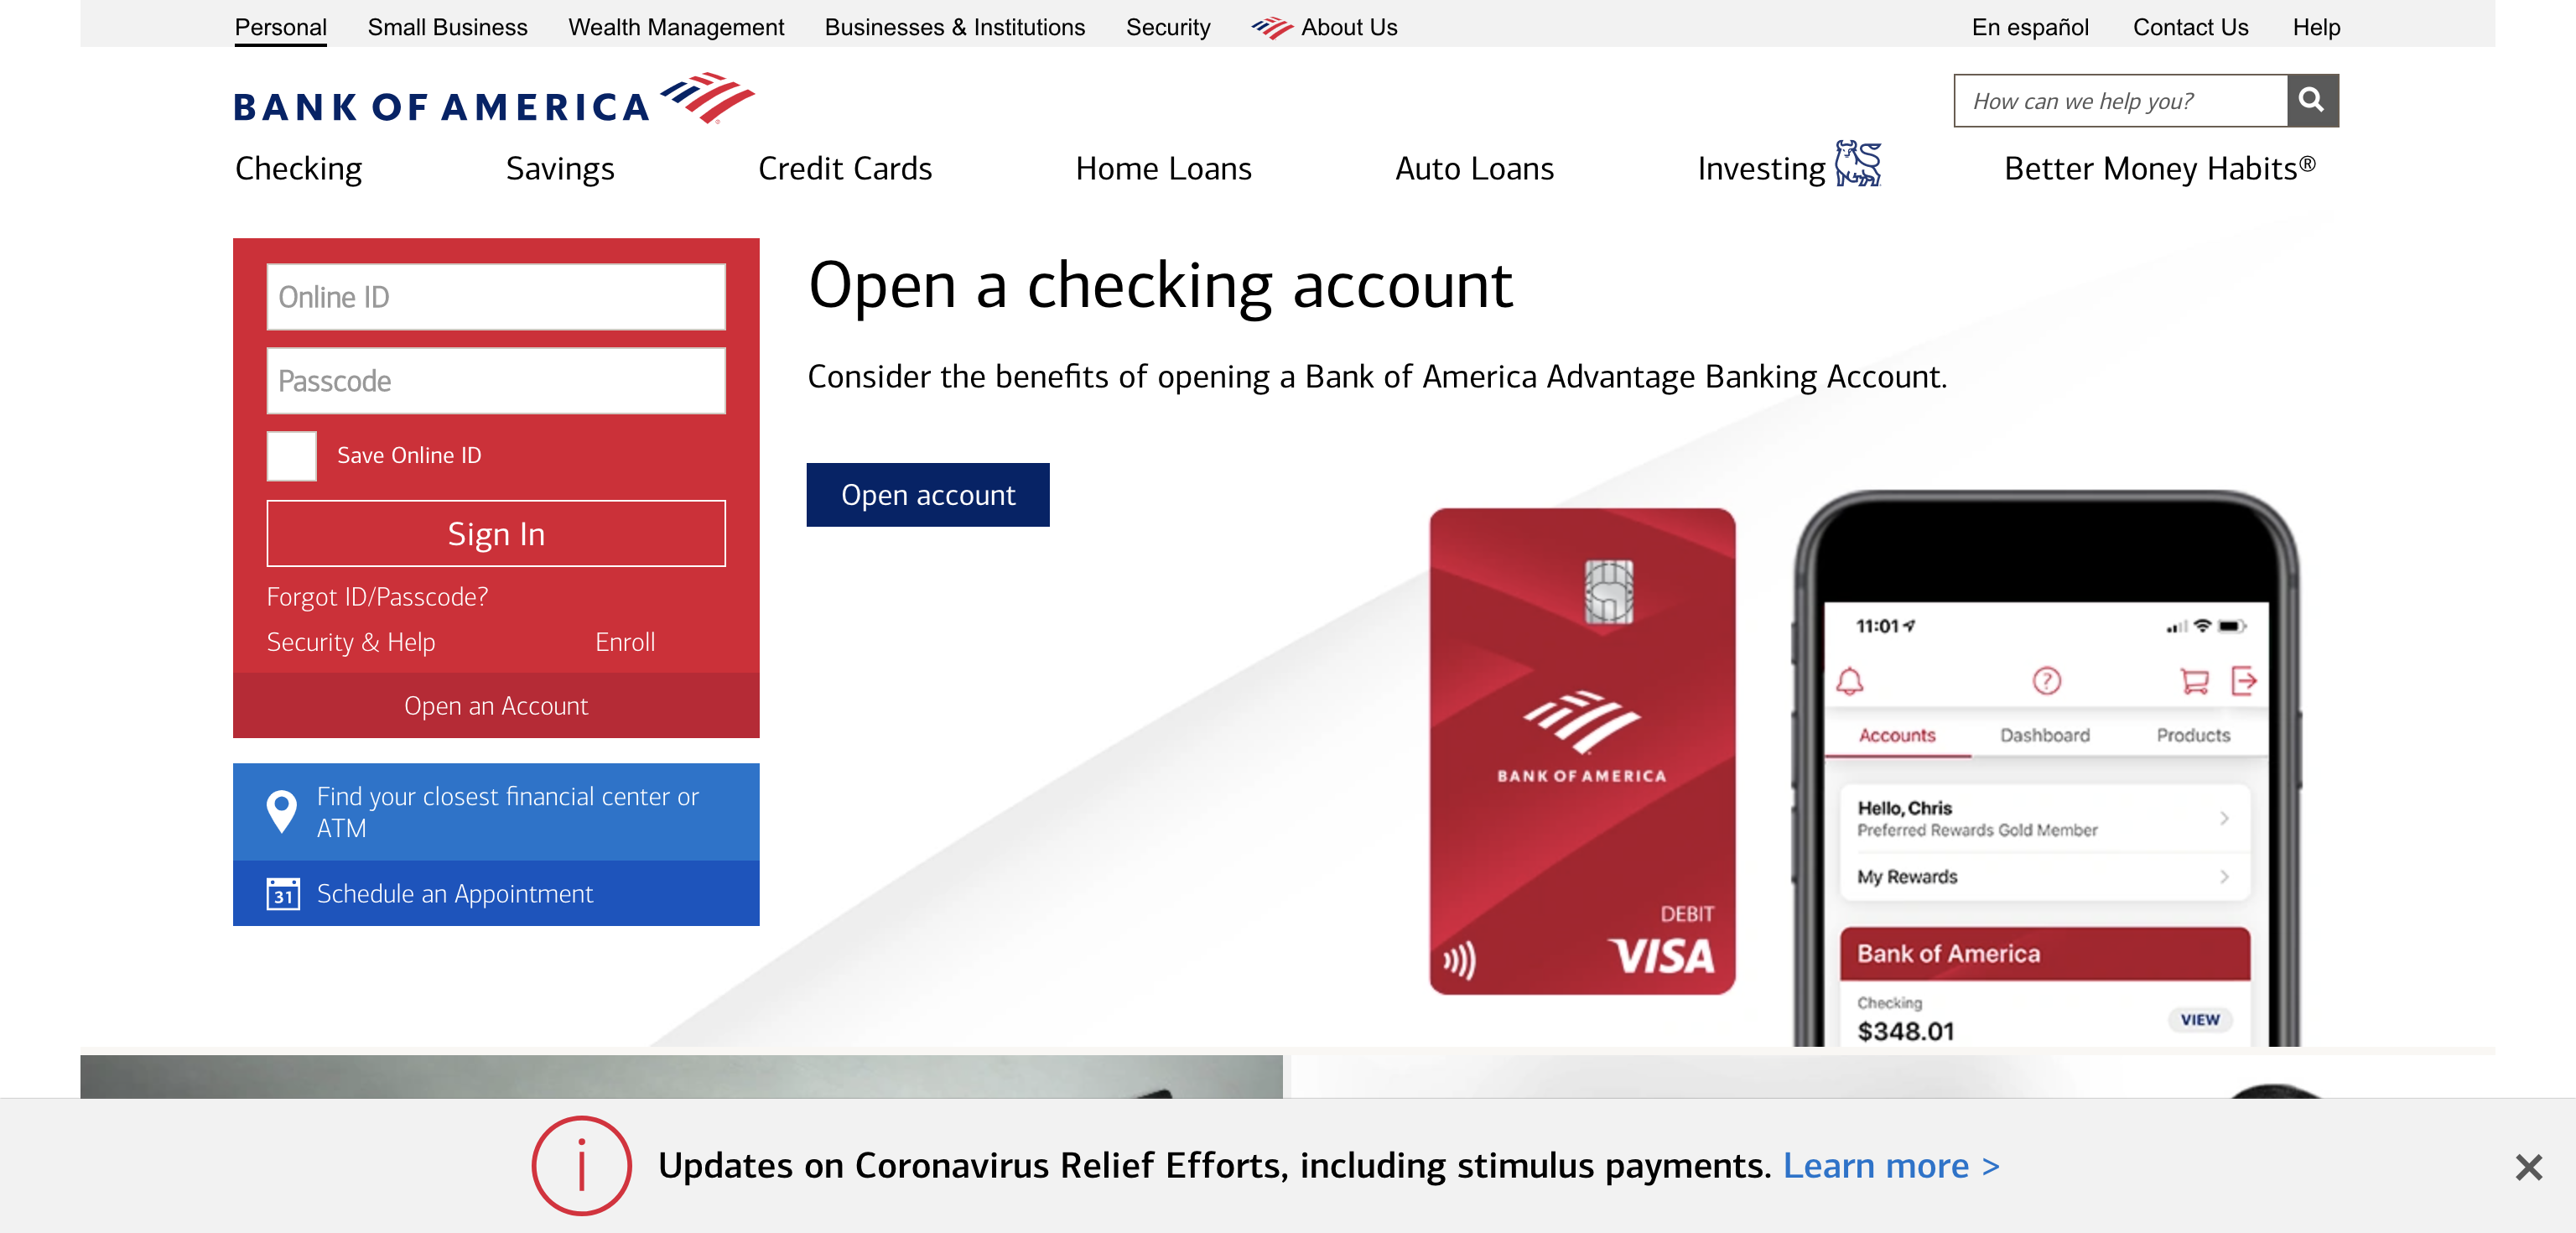 Personal Small Business Wealth Management Businesses & Institutions Security About Us En español Contact Us Help
BANK OF AMERICA
How can we help you?
Checking Savings Credit Cards Home Loans Auto Loans Investing Better Money Habits®
Online ID
Passcode
Save Online ID
Sign In
Forgot ID/Passcode?
Security & Help Enroll
Open an Account
Find your closest financial center or
ATM
31 Schedule an Appointment
Open a checking account
Consider the benefits of opening a Bank of America Advantage Banking Account.
Open account
BANK OF AMERICA
DEBIT
VISA
11:01
?
Accounts Dashboard Products
Hello, Chris
Preferred Rewards Gold Member
My Rewards
Bank of America
Checking
$348.01 VIEW
i Updates on Coronavirus Relief Efforts, including stimulus payments. Learn more >